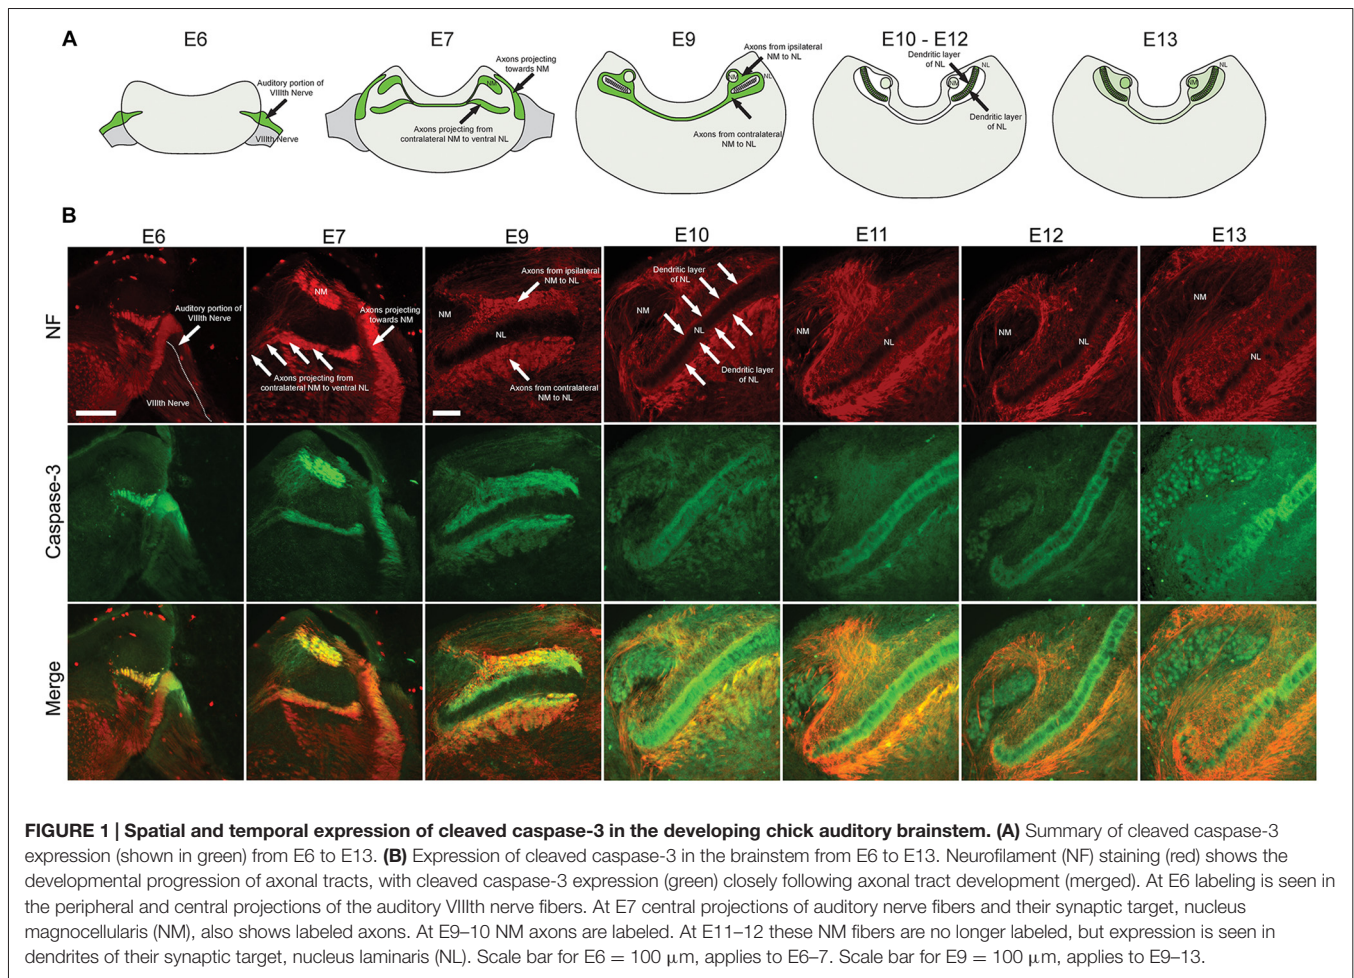 A
E6
E7
E9
E10 - E12
E13
Auditory portion of
VIIIth Nerve
VIIIth Nerve
Axons projecting
towards NM
NM
Axons projecting from
contralateral NM to ventral NL
Axons from ipsilateral
NM to NL
NM
NL
Axons from contralateral
NM to NL
Dendritic layer
of NL
NL
NM
Dendritic layer
of NL
NL
NM
B
E6
E7
E9
E10
E11
E12
E13
NF
Auditory portion of
VIIIth Nerve
VIIIth Nerve
NM
Axons projecting
towards NM
Axons projecting from
contralateral NM to ventral NL
Axons from ipsilateral
NM to NL
NM
NL
Axons from contralateral
NM to NL
Dendritic layer
of NL
NM
NL
Dendritic layer
of NL
NM
NL
NM
NL
NM
NL
Caspase-3
Merge
FIGURE 1 | Spatial and temporal expression of cleaved caspase-3 in the developing chick auditory brainstem. (A) Summary of cleaved caspase-3
expression (shown in green) from E6 to E13. (B) Expression of cleaved caspase-3 in the brainstem from E6 to E13. Neurofilament (NF) staining (red) shows the
developmental progression of axonal tracts, with cleaved caspase-3 expression (green) closely following axonal tract development (merged). At E6 labeling is seen in
the peripheral and central projections of the auditory VIIIth nerve fibers. At E7 central projections of auditory nerve fibers and their synaptic target, nucleus
magnocellularis (NM), also shows labeled axons. At E9–10 NM axons are labeled. At E11–12 these NM fibers are no longer labeled, but expression is seen in
dendrites of their synaptic target, nucleus laminaris (NL). Scale bar for E6 = 100 μm, applies to E6–7. Scale bar for E9 = 100 μm, applies to E9–13.